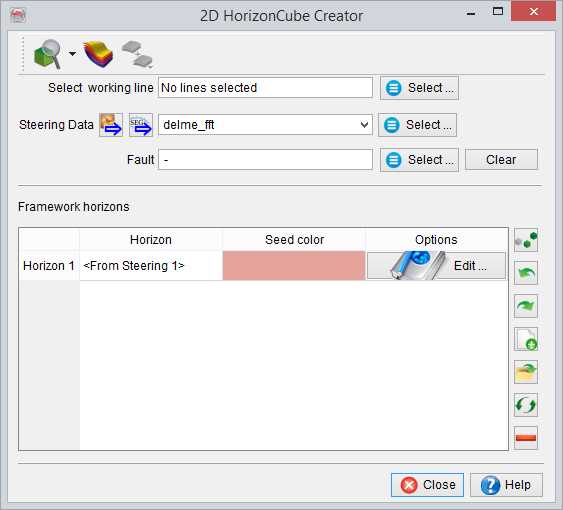 2D HorizonCube Creator
Select working line No lines selected Select ...
Steering Data SEG delme_fft Select ...
Fault - Select ... Clear
Framework horizons
Horizon Seed color Options
Horizon 1 <From Steering 1> Edit ...
Close Help